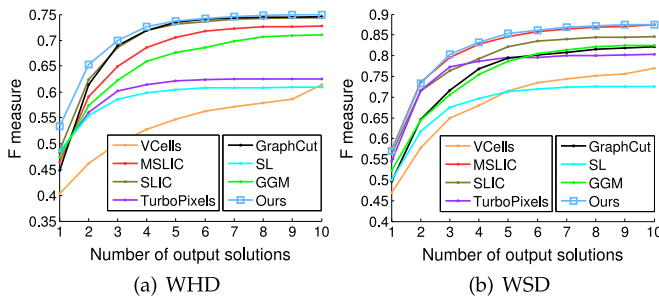 F measure
0.75
0.7
0.65
0.6
0.55
0.5
0.45
0.4
0.35
1 2 3 4 5 6 7 8 9 10
Number of output solutions
VCells
MSLIC
SLIC
TurboPixels
GraphCut
SL
GGM
Ours
(a) WHD
F measure
0.9
0.85
0.8
0.75
0.7
0.65
0.6
0.55
0.5
0.45
0.4
1 2 3 4 5 6 7 8 9 10
Number of output solutions
VCells
MSLIC
SLIC
TurboPixels
GraphCut
SL
GGM
Ours
(b) WSD